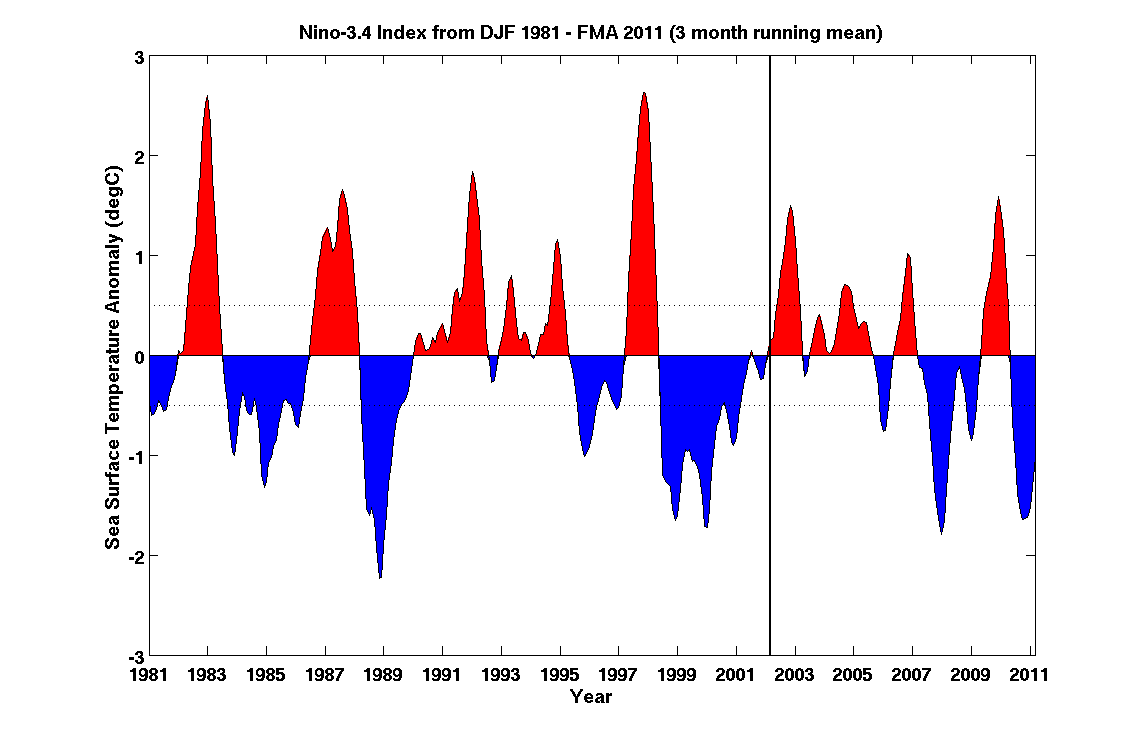 Nino-3.4 Index from DJF 1981 - FMA 2011 (3 month running mean)
Sea Surface Temperature Anomaly (degC)
3
2
1
0
-1
-2
-3
1981 1983 1985 1987 1989 1991 1993 1995 1997 1999 2001 2003 2005 2007 2009 2011
Year